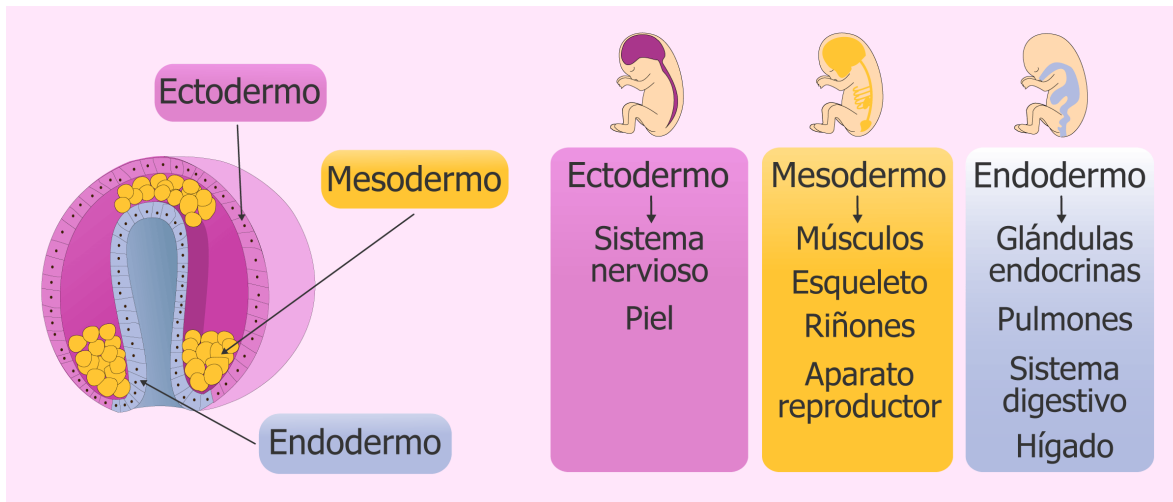 Ectodermo
Mesodermo
Endodermo
Ectodermo
Sistema
nervioso
Piel
Mesodermo
Músculos
Esqueleto
Riñones
Aparato
reproductor
Endodermo
Glándulas
endocrinas
Pulmones
Sistema
digestivo
Hígado